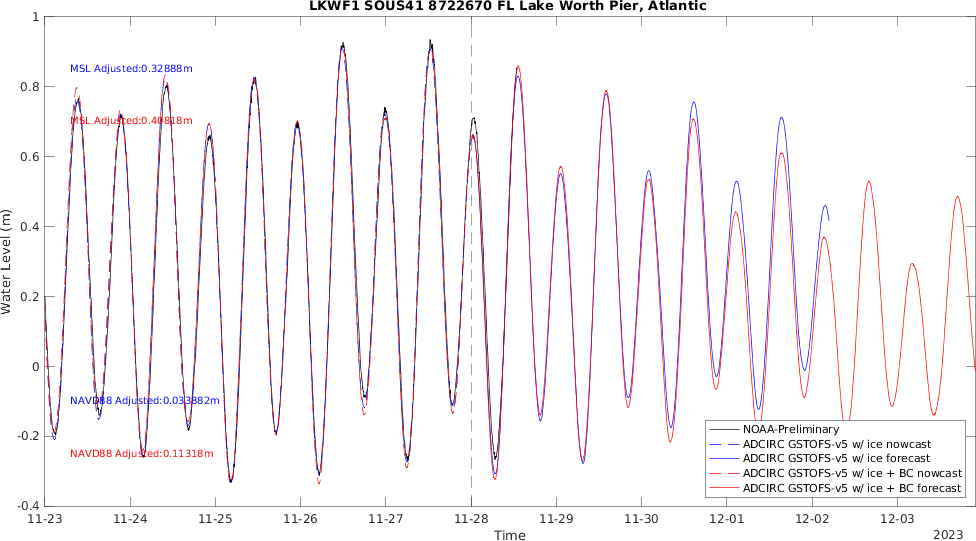 LKWF1 SOUS41 8722670 FL Lake Worth Pier, Atlantic
1
0.8
0.6
0.4
0.2
0
-0.2
-0.4
Water Level (m)
MSL Adjusted:0.32888m
MSL Adjusted:0.40818m
NAVD88 Adjusted:0.033882m
NAVD88 Adjusted:0.11318m
NOAA-Preliminary
ADCIRC GSTOFS-v5 w/ ice nowcast
ADCIRC GSTOFS-v5 w/ ice forecast
ADCIRC GSTOFS-v5 w/ ice + BC nowcast
ADCIRC GSTOFS-v5 w/ ice + BC forecast
11-23 11-24 11-25 11-26 11-27 11-28 11-29 11-30 12-01 12-02 12-03
Time
2023